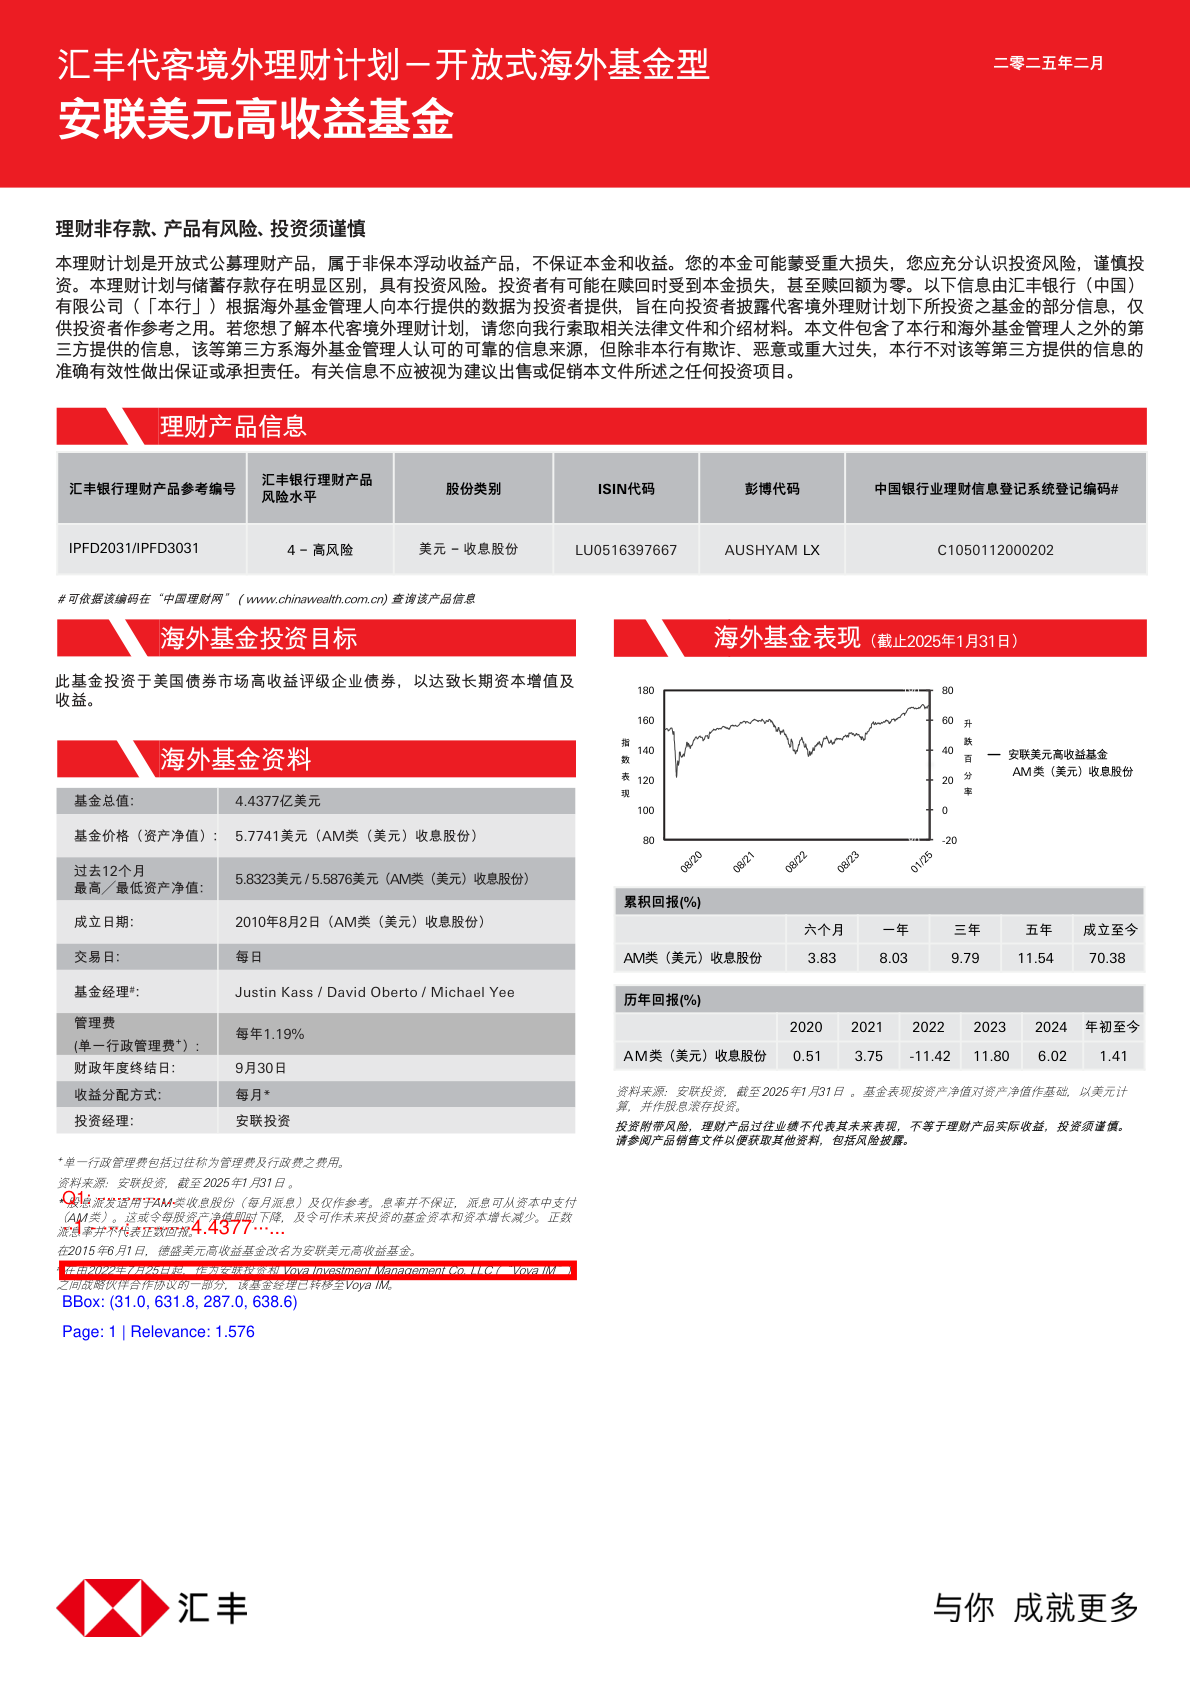 汇丰代客境外理财计划－开放式海外基金型
二零二五年二月
安联美元高收益基金
理财非存款、产品有风险、投资须谨慎
本理财计划是开放式公募理财产品，属于非保本浮动收益产品，不保证本金和收益。您的本金可能蒙受重大损失，您应充分认识投资风险，谨慎投
资。本理财计划与储蓄存款存在明显区别，具有投资风险。投资者有可能在赎回时受到本金损失，甚至赎回额为零。以下信息由汇丰银行（中国）
有限公司（「本行」）根据海外基金管理人向本行提供的数据为投资者提供，旨在向投资者披露代客境外理财计划下所投资之基金的部分信息，仅
供投资者作参考之用。若您想了解本代客境外理财计划，请您向我行索取相关法律文件和介绍材料。本文件包含了本行和海外基金管理人之外的第
三方提供的信息，该等第三方系海外基金管理人认可的可靠的信息来源，但除非本行有欺诈、恶意或重大过失，本行不对该等第三方提供的信息的
准确有效性做出保证或承担责任。有关信息不应被视为建议出售或促销本文件所述之任何投资项目。
理财产品信息
汇丰银行理财产品参考编号 汇丰银行理财产品风险水平 股份类别 ISIN代码 彭博代码 中国银行业理财信息登记系统登记编码#
IPFD2031/IPFD3031 4 – 高风险 美元 – 收息股份 LU0516397667 AUSHYAM LX C1050112000202
#可依据该编码在“中国理财网” ( www.chinawealth.com.cn) 查询该产品信息
海外基金投资目标
此基金投资于美国债券市场高收益评级企业债券，以达致长期资本增值及
收益。
海外基金资料
基金总值: 4.4377亿美元
基金价格（资产净值）: 5.7741美元（AM类（美元）收息股份）
过去12个月
最高／最低资产净值: 5.8323美元 / 5.5876美元（AM类（美元）收息股份）
成立日期: 2010年8月2日（AM类（美元）收息股份）
交易日: 每日
基金经理#: Justin Kass / David Oberto / Michael Yee
管理费
(单一行政管理费+）: 每年1.19%
财政年度终结日: 9月30日
收益分配方式: 每月*
投资经理: 安联投资
+单一行政管理费包括过往称为管理费及行政费之费用。
资料来源：安联投资，截至 2025年1月31日 。
* 股息派发适用于AM类收息股份（每月派息）及仅作参考。息率并不保证，派息可从资本中支付
（AM类）。这或令每股资产净值即时下降，及令可作未来投资的基金资本和资本增长减少。正数
派息率并不代表正数回报。
Q1:
4.4377
在2015年6月1日，德盛美元高收益基金改名为安联美元高收益基金。
#在由2022年7月25日起，作为安联投资和 Voya Investment Management Co. LLC (“Voya IM”)
之间战略伙伴合作协议的一部分，该基金经理已转移至Voya IM。
BBox: (31.0, 631.8, 287.0, 638.6)
Page: 1 | Relevance: 1.576
海外基金表现（截止2025年1月31日）
指数表现
180
160
140
120
100
80
80
60
40
20
0
-20
升跌百分率
08/20 08/21 08/22 08/23 01/25
安联美元高收益基金
AM 类（美元）收息股份
累积回报(%)
六个月 一年 三年 五年 成立至今
AM类（美元）收息股份 3.83 8.03 9.79 11.54 70.38
历年回报(%)
2020 2021 2022 2023 2024 年初至今
AM类（美元）收息股份 0.51 3.75 -11.42 11.80 6.02 1.41
资料来源：安联投资，截至 2025年1月31日 。基金表现按资产净值对资产净值作基础，以美元计
算，并作股息滚存投资。
投资附带风险，理财产品过往业绩不代表其未来表现，不等于理财产品实际收益，投资须谨慎。
请参阅产品销售文件以便获取其他资料，包括风险披露。
汇丰
与你 成就更多